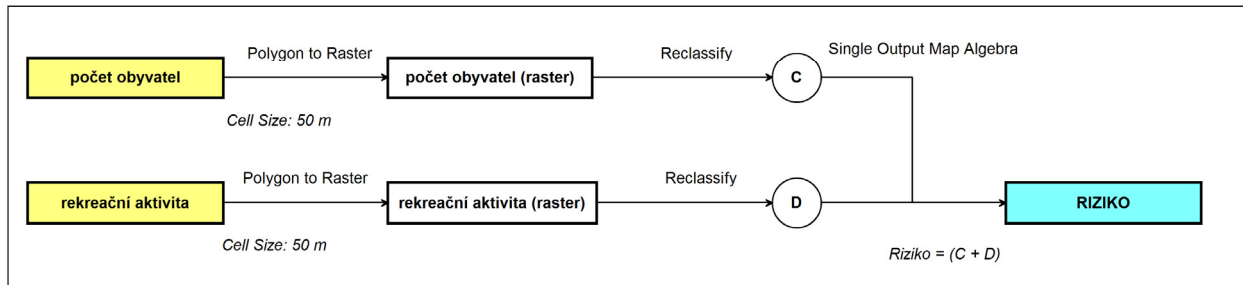 Polygon to Raster
Reclassify
Single Output Map Algebra
počet obyvatel
počet obyvatel (raster)
C
Cell Size: 50 m
Polygon to Raster
Reclassify
rekreační aktivita
rekreační aktivita (raster)
D
RIZIKO
Cell Size: 50 m
Riziko = (C + D)